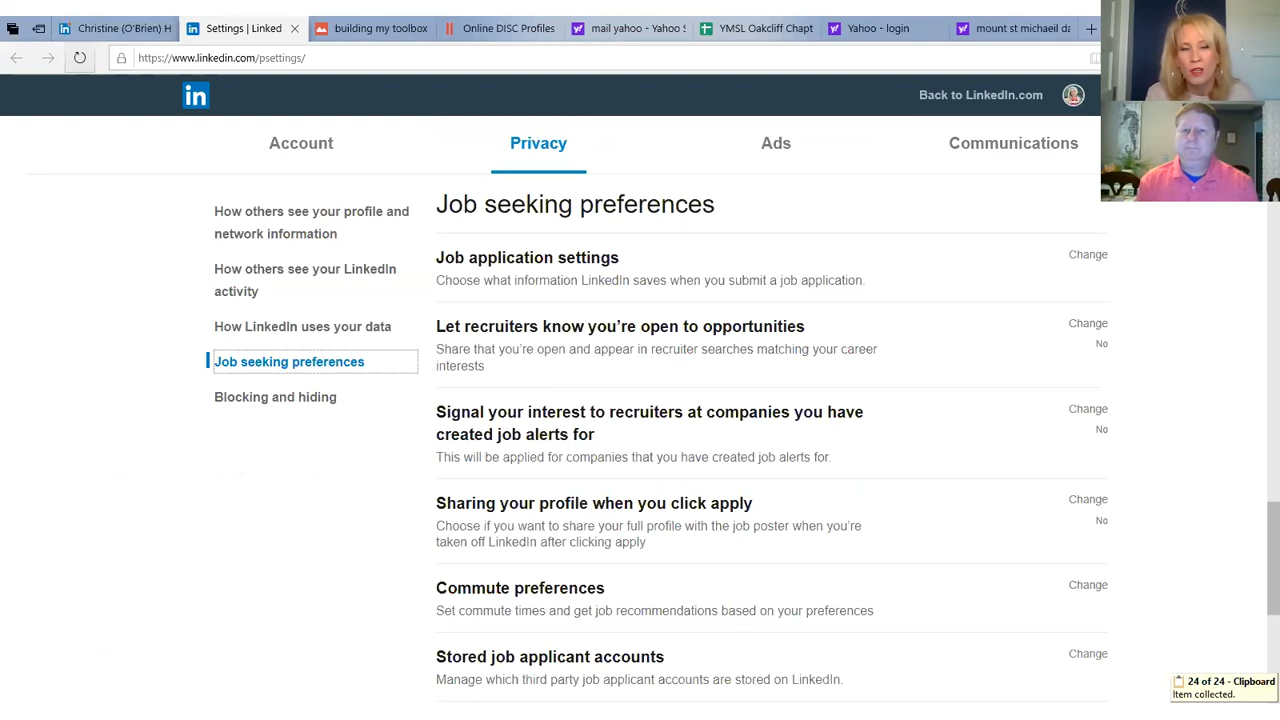 Christine (O'Brien) H
Settings | Linked
building my toolbox
Online DISC Profiles
mail yahoo - Yahoo S
YMSL Oakcliff Chapt
Yahoo - login
mount st michaeil da
https://www.linkedin.com/psettings/
in
Back to LinkedIn.com
Account
Privacy
Ads
Communications
How others see your profile and
network information
How others see your LinkedIn
activity
How LinkedIn uses your data
Job seeking preferences
Blocking and hiding
Job seeking preferences
Job application settings
Change
Choose what information LinkedIn saves when you submit a job application.
Let recruiters know you’re open to opportunities
Change
No
Share that you’re open and appear in recruiter searches matching your career
interests
Signal your interest to recruiters at companies you have
created job alerts for
Change
No
This will be applied for companies that you have created job alerts for.
Sharing your profile when you click apply
Change
No
Choose if you want to share your full profile with the job poster when you’re
taken off LinkedIn after clicking apply
Commute preferences
Change
Set commute times and get job recommendations based on your preferences
Stored job applicant accounts
Change
Manage which third party job applicant accounts are stored on LinkedIn.
24 of 24 - Clipboard
Item collected.